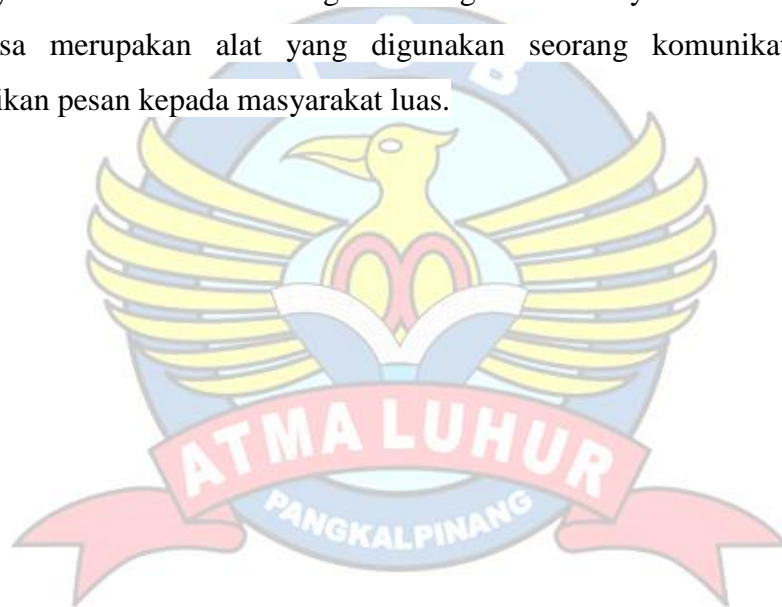 sa merupakan alat yang digunakan seorang komunikat
ikan pesan kepada masyarakat luas.
I S B
ATMA LUHUR
PANGKALPINANG